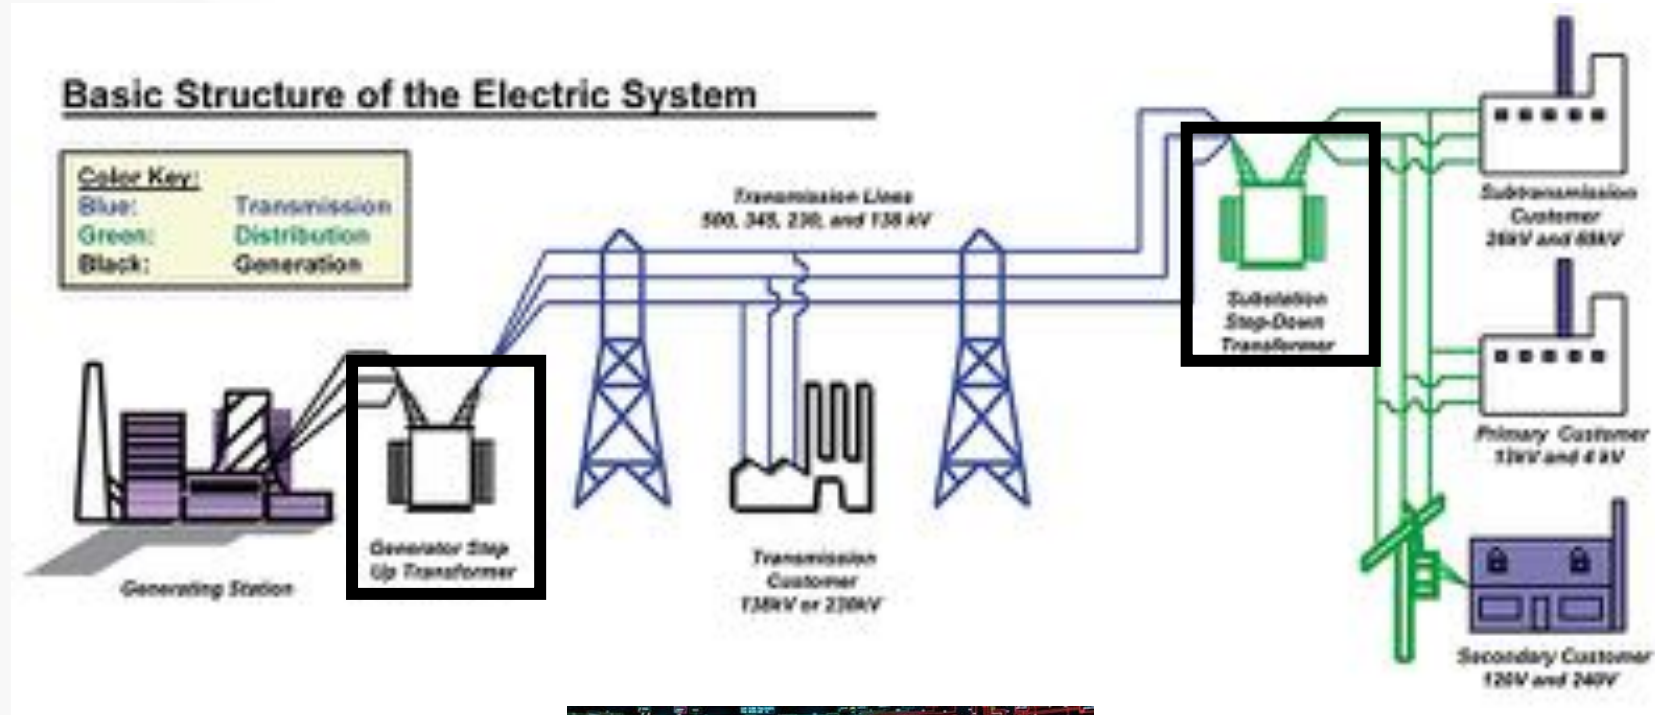 Basic Structure of the Electric System
Color Key:
Blue: Transmission
Green: Distribution
Black: Generation
Transmission Lines
500, 345, 230, and 138 kV
Substation
Step-Down
Transformer
Subtransmission
Customer
26kV and 69kV
Primary Customer
13kV and 4 kV
Generator Step
Up Transformer
Generating Station
Transmission
Customer
138kV or 230kV
Secondary Customer
120V and 240V